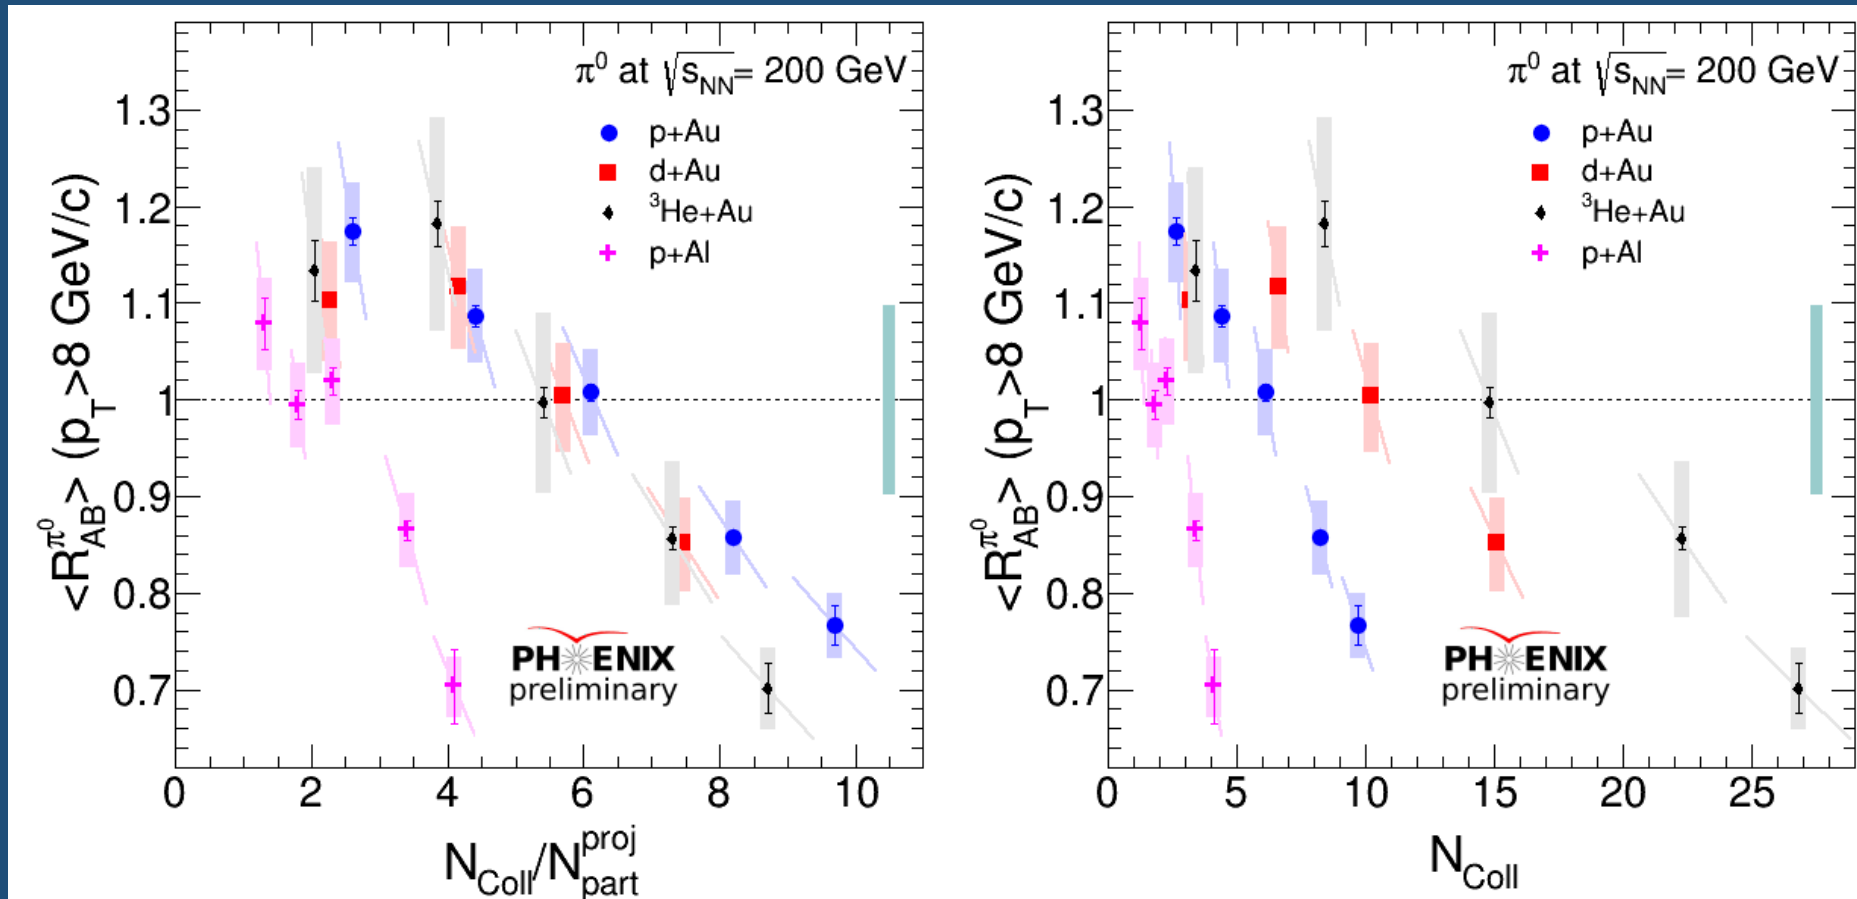 π⁰ at √s_NN = 200 GeV
p+Au
d+Au
³He+Au
p+Al
1.3
1.2
1.1
1
0.9
0.8
0.7
<R_AB^π⁰> (p_T>8 GeV/c)
PHENIX
preliminary
0 2 4 6 8 10
N_Coll/N_part^proj
π⁰ at √s_NN = 200 GeV
p+Au
d+Au
³He+Au
p+Al
1.3
1.2
1.1
1
0.9
0.8
0.7
<R_AB^π⁰> (p_T>8 GeV/c)
PHENIX
preliminary
0 5 10 15 20 25
N_Coll